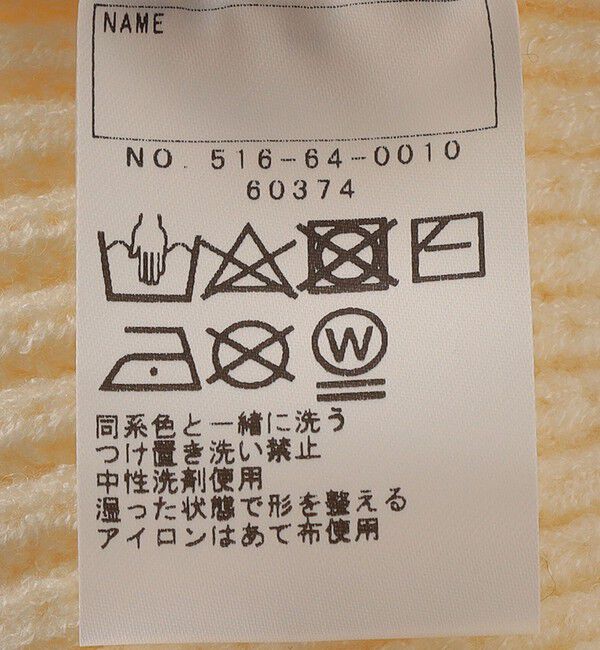 NAME
NO. 516-64-0010
60374
W
同系色と一緒に洗う
つけ置き洗い禁止
中性洗剤使用
湿った状態で形を整える
アイロンはあて布使用